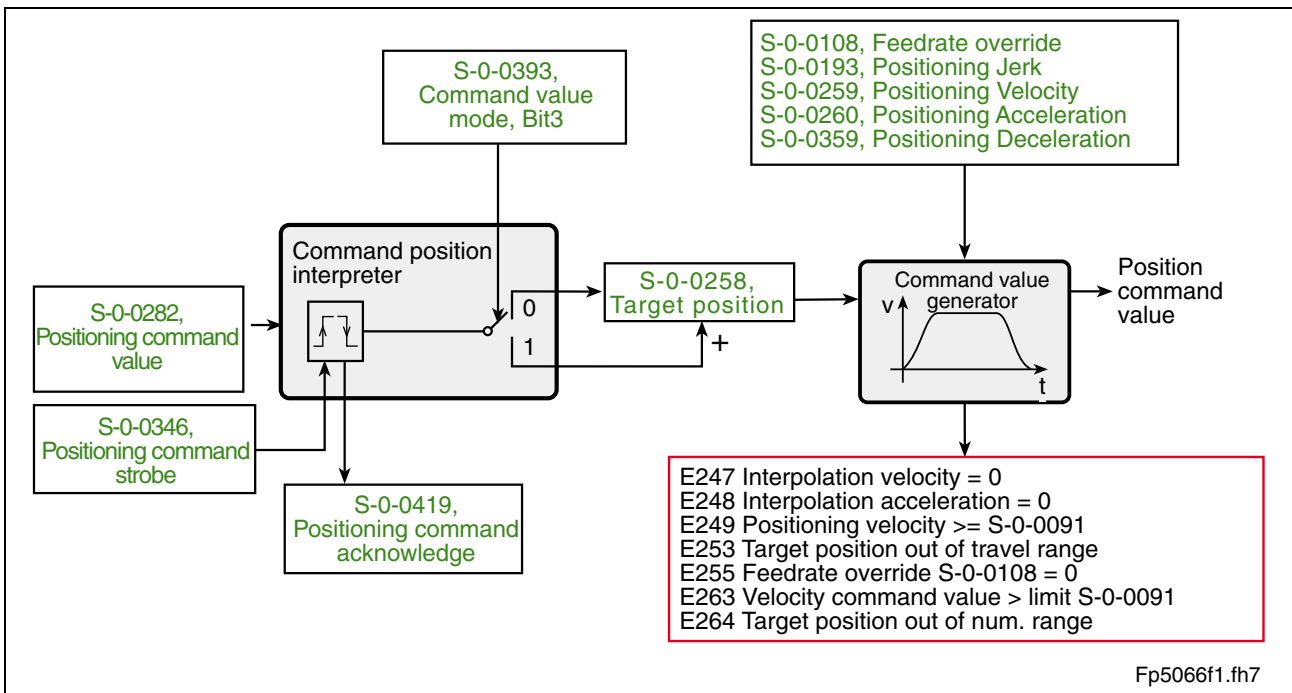 S-0-0393,
Command value
mode, Bit3
S-0-0108, Feedrate override
S-0-0193, Positioning Jerk
S-0-0259, Positioning Velocity
S-0-0260, Positioning Acceleration
S-0-0359, Positioning Deceleration
Command position
interpreter
0
1
S-0-0282,
Positioning command
value
S-0-0346,
Positioning command
strobe
S-0-0419,
Positioning command
acknowledge
S-0-0258,
Target position
+
Command value
generator
v
t
Position
command
value
E247 Interpolation velocity = 0
E248 Interpolation acceleration = 0
E249 Positioning velocity >= S-0-0091
E253 Target position out of travel range
E255 Feedrate override S-0-0108 = 0
E263 Velocity command value > limit S-0-0091
E264 Target position out of num. range
Fp5066f1.fh7